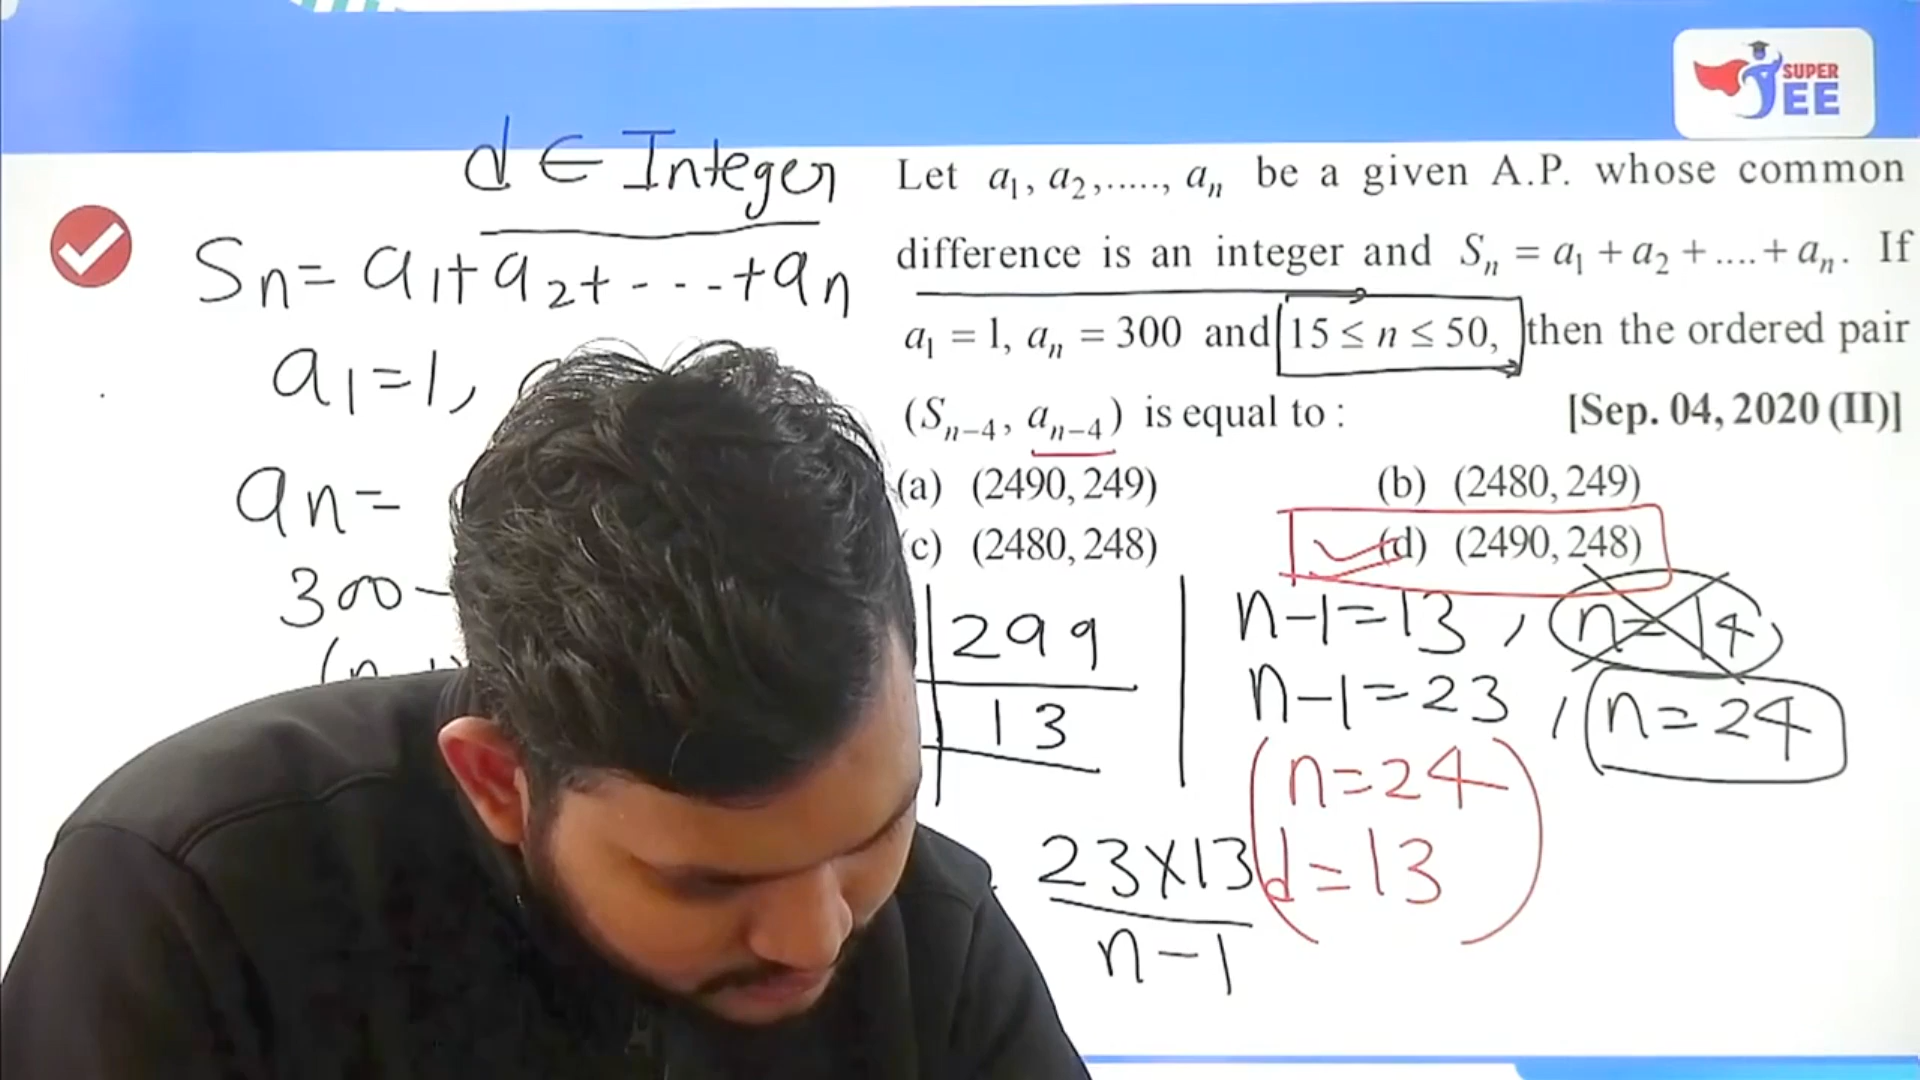 SUPER
JEE
d ∈ Integer
Sn = a1 + a2 + - - - + an
a1 = 1,
an =
300 -
Let a1, a2,....., an be a given A.P. whose common
difference is an integer and Sn = a1 + a2 + .... + an. If
a1 = 1, an = 300 and 15 ≤ n ≤ 50, then the ordered pair
(Sn−4, an−4) is equal to : [Sep. 04, 2020 (II)]
(a) (2490, 249) (b) (2480, 249)
c) (2480, 248) (d) (2490, 248)
299
13
n-1=13, n=14
n-1=23, n=24
n=24
d=13
23×13
n-1